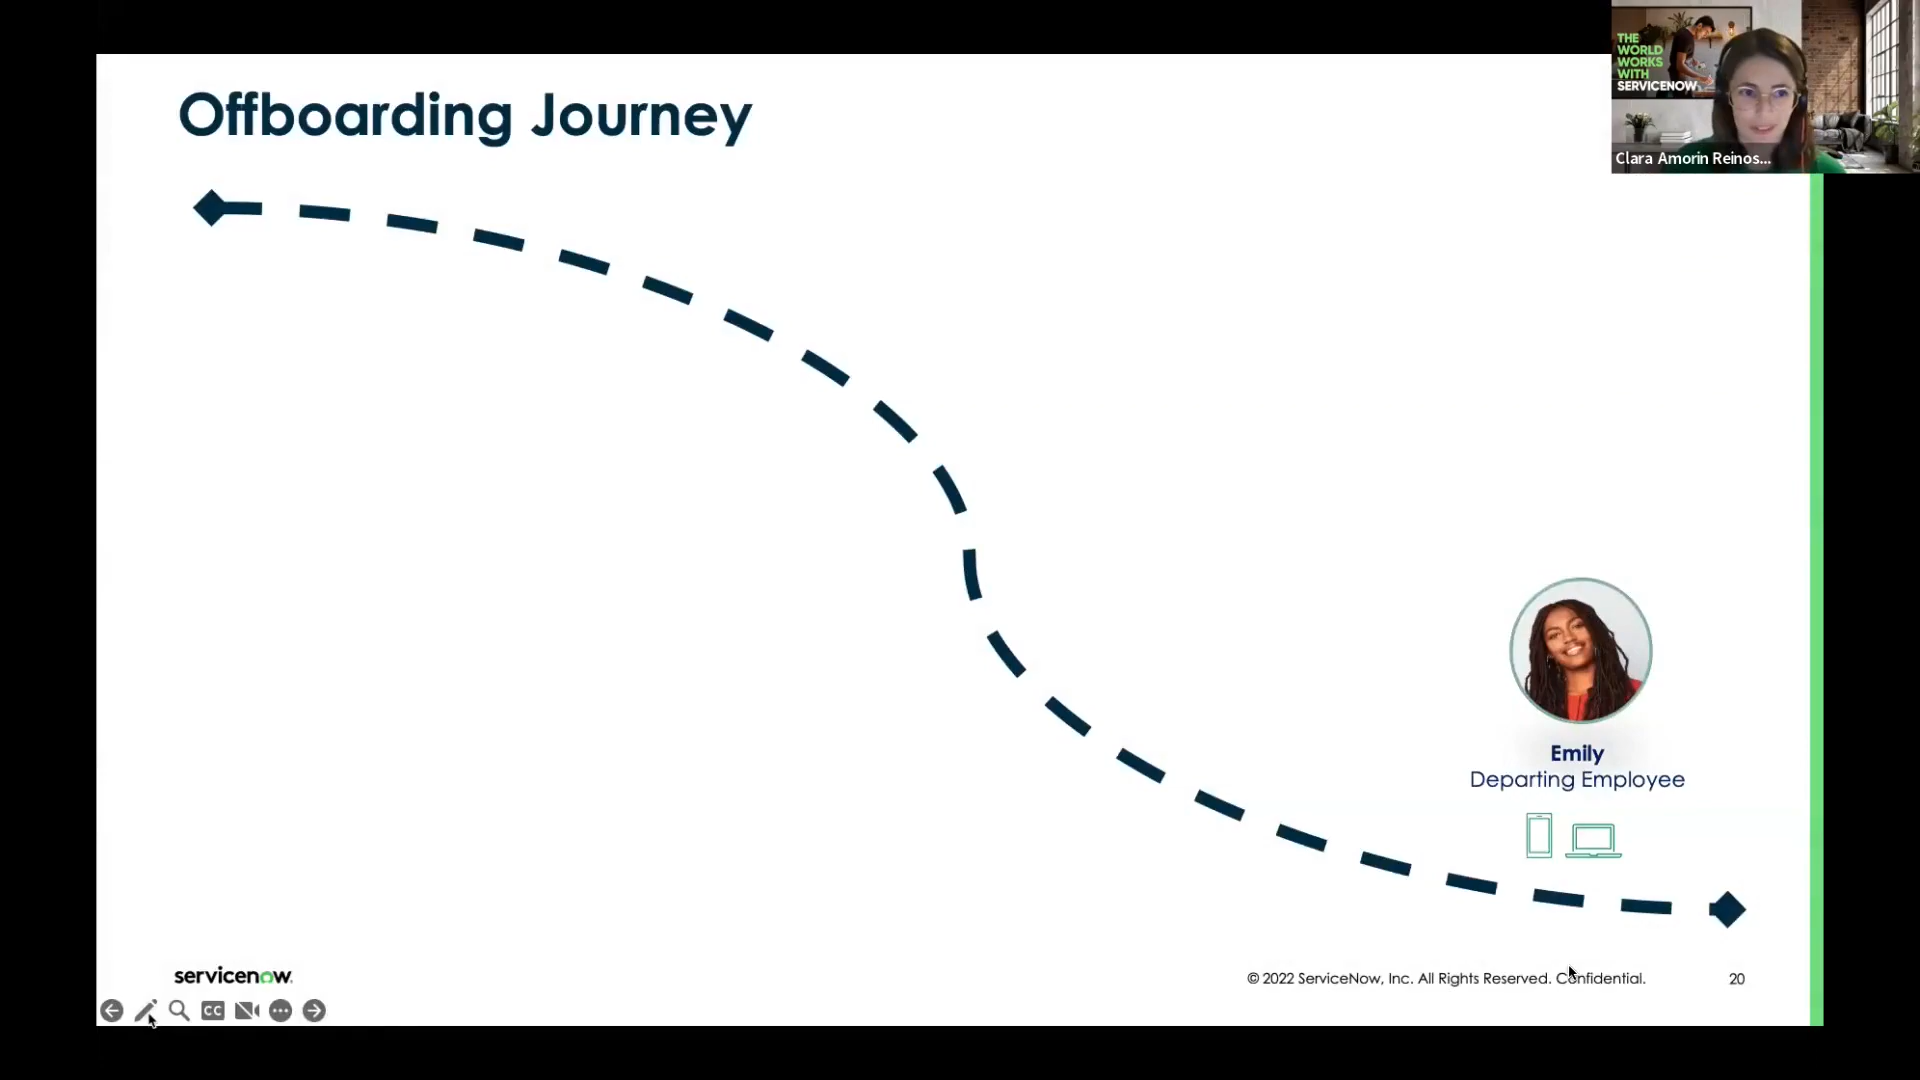 THE
WORLD
WORKS
WITH
SERVICENOW
Clara Amorin Reinos...
Offboarding Journey
Emily
Departing Employee
servicenow.
© 2022 ServiceNow, Inc. All Rights Reserved. Confidential.
20
CC